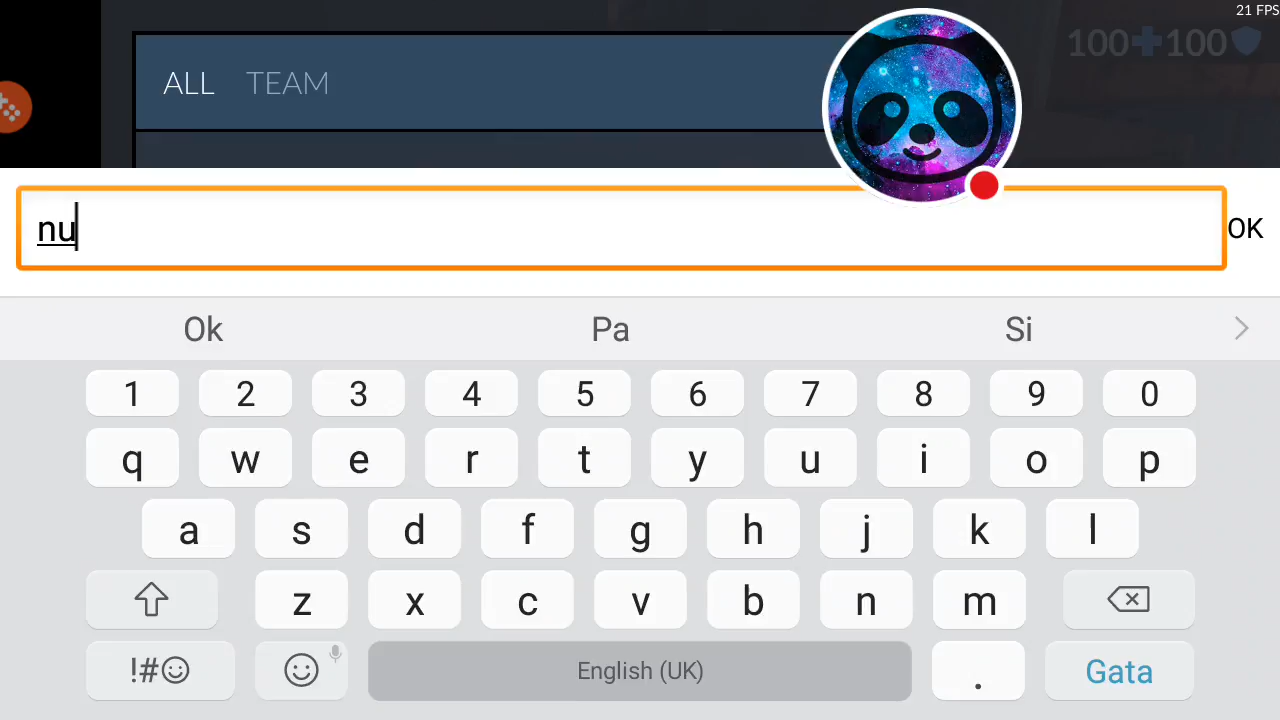 21 FPS
100 100
ALL TEAM
nu
OK
Ok Pa Si
1 2 3 4 5 6 7 8 9 0
q w e r t y u i o p
a s d f g h j k l
z x c v b n m
!#☺ English (UK) . Gata